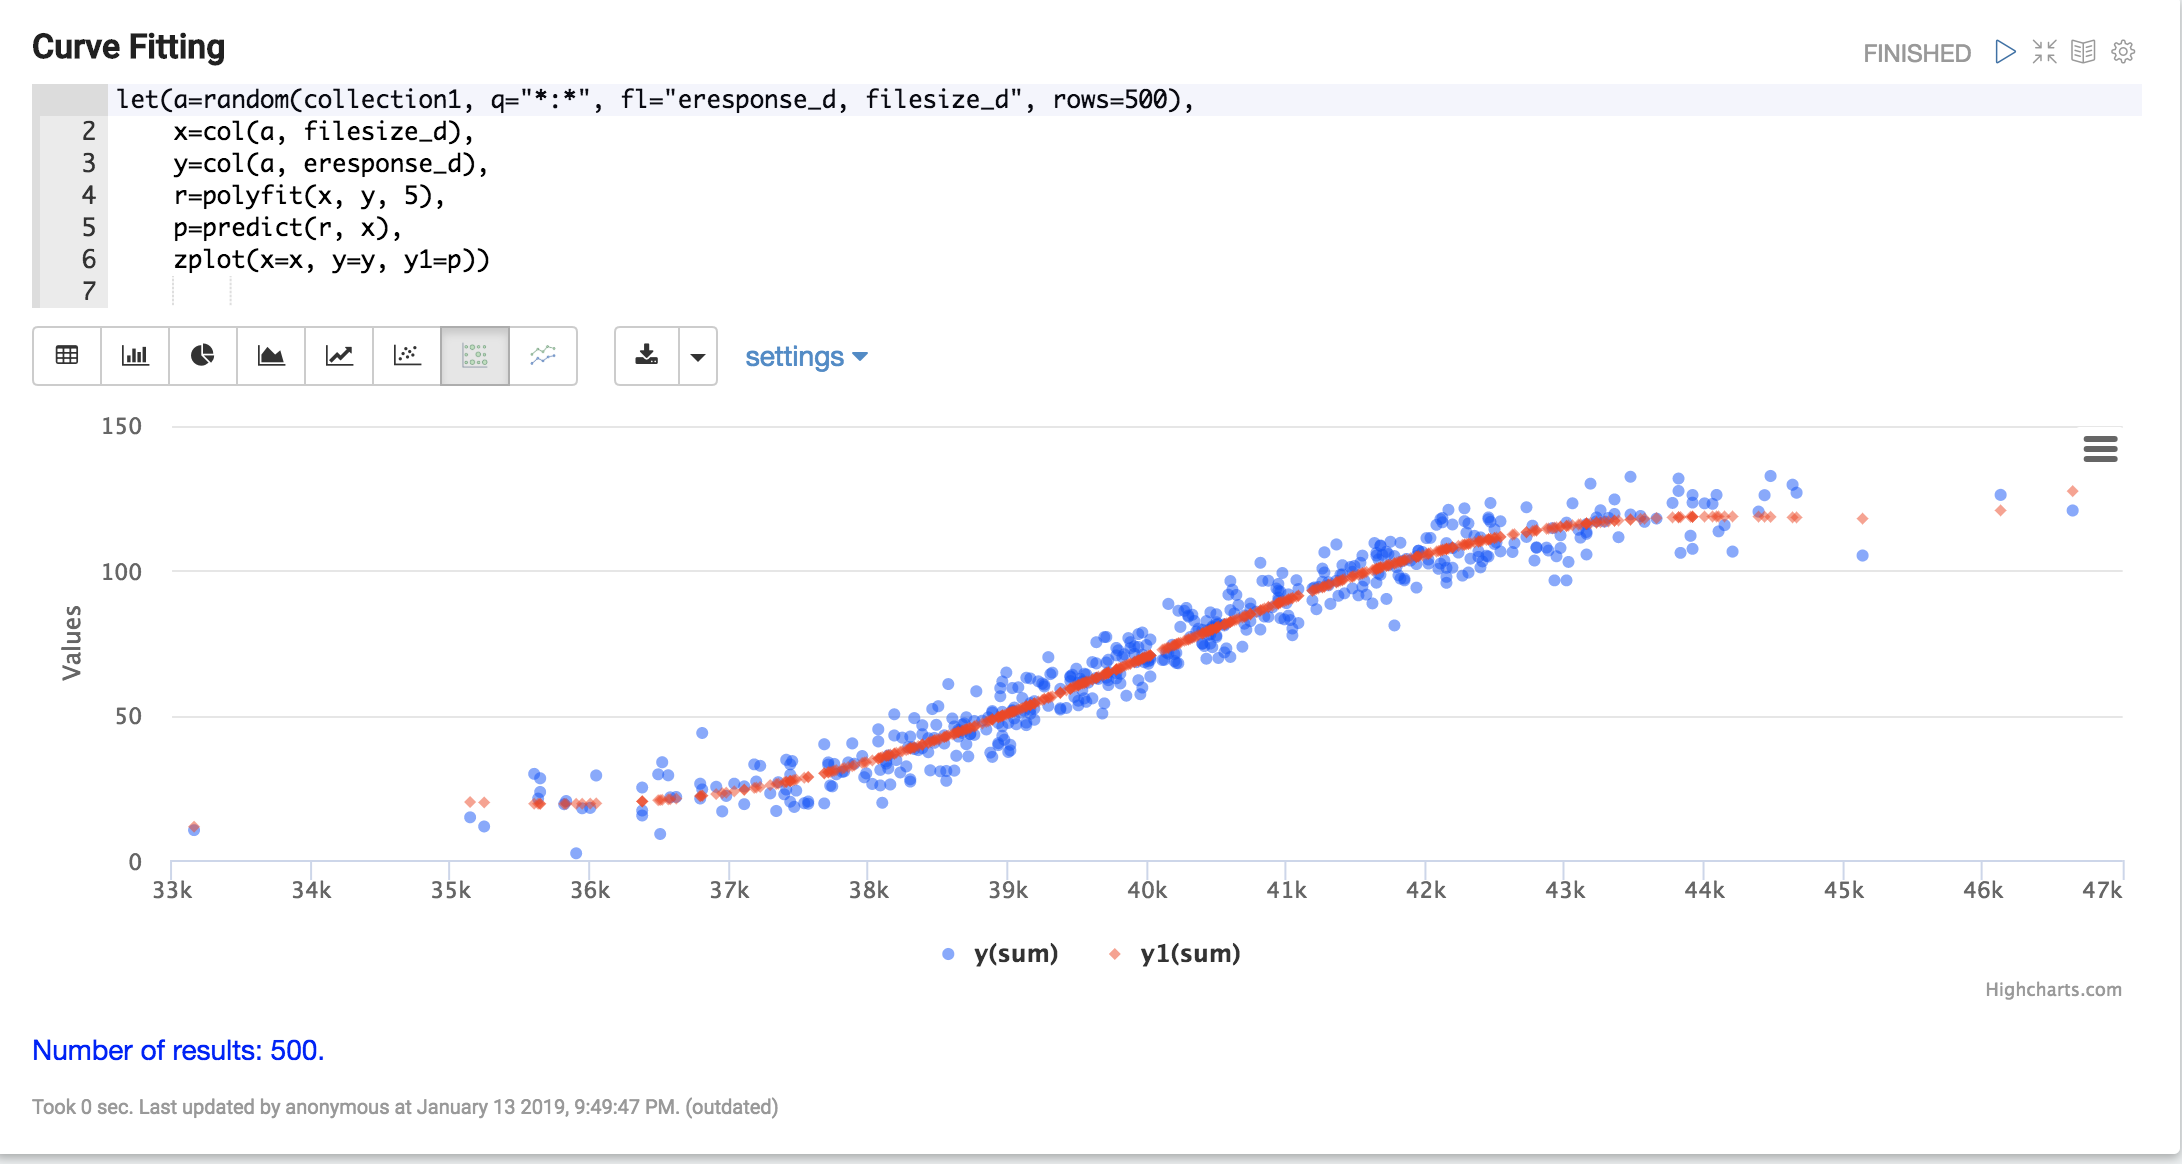 Curve Fitting
FINISHED
let(a=random(collection1, q="*:*", fl="eresponse_d, filesize_d", rows=500),
2 x=col(a, filesize_d),
3 y=col(a, eresponse_d),
4 r=polyfit(x, y, 5),
5 p=predict(r, x),
6 zplot(x=x, y=y, y1=p))
7
settings
150
100
50
0
Values
33k 34k 35k 36k 37k 38k 39k 40k 41k 42k 43k 44k 45k 46k 47k
y(sum) y1(sum)
Highcharts.com
Number of results: 500.
Took 0 sec. Last updated by anonymous at January 13 2019, 9:49:47 PM. (outdated)